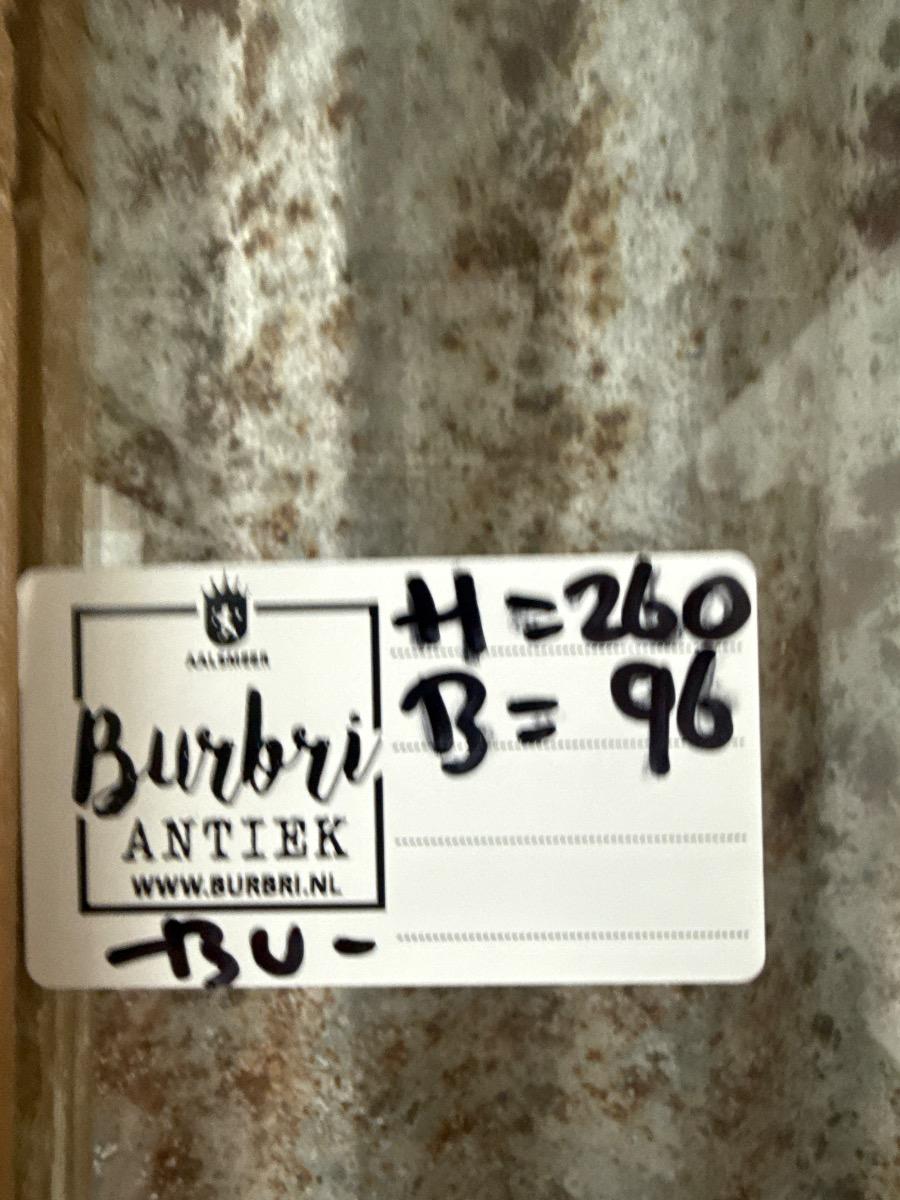 AALSMEER
Burbri
ANTIEK
WWW.BURBRI.NL
-BU-
H=260
B= 96